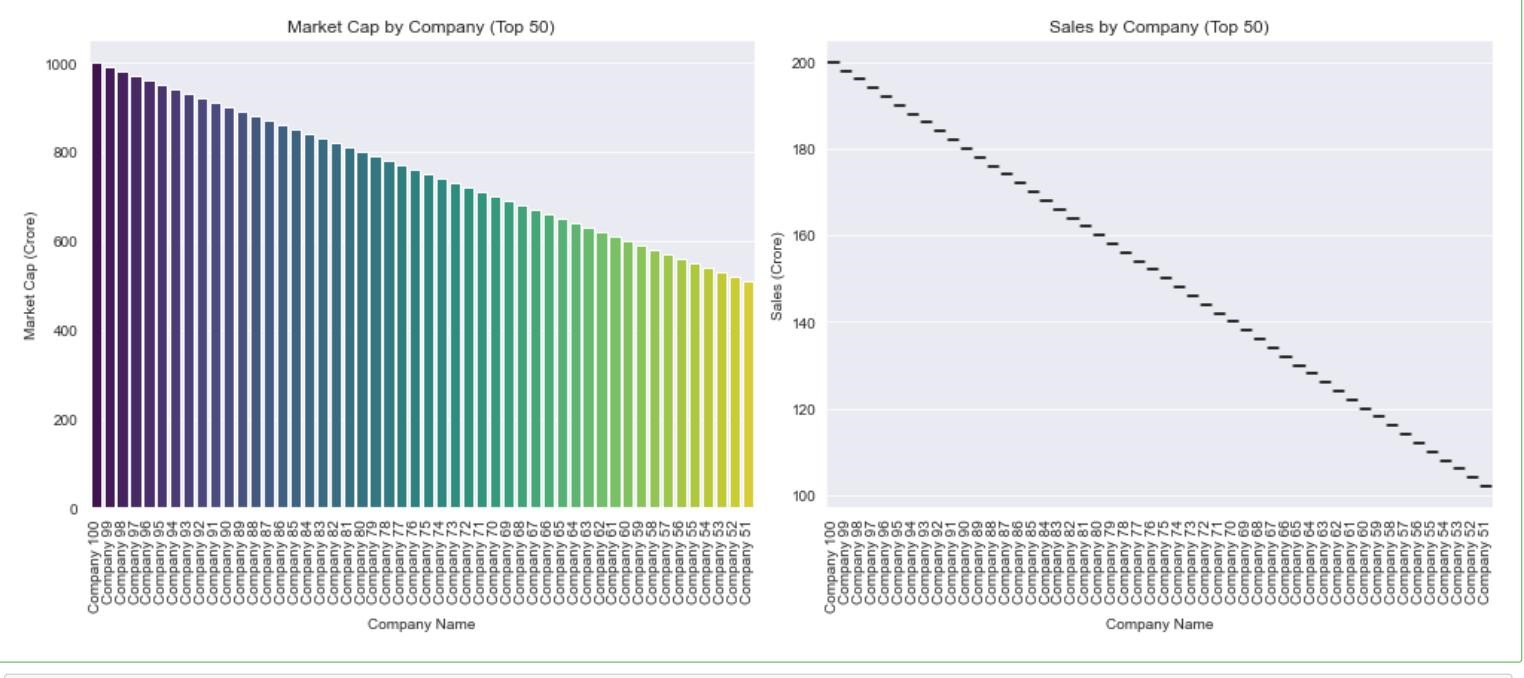 Market Cap by Company (Top 50)
1000
800
600
400
200
0
Market Cap (Crore)
Company 100
Company 99
Company 98
Company 97
Company 96
Company 95
Company 94
Company 93
Company 92
Company 91
Company 90
Company 89
Company 88
Company 87
Company 86
Company 85
Company 84
Company 83
Company 82
Company 81
Company 80
Company 79
Company 78
Company 77
Company 76
Company 75
Company 74
Company 73
Company 72
Company 71
Company 70
Company 69
Company 68
Company 67
Company 66
Company 65
Company 64
Company 63
Company 62
Company 61
Company 60
Company 59
Company 58
Company 57
Company 56
Company 55
Company 54
Company 53
Company 52
Company 51
Company Name
Sales by Company (Top 50)
200
180
160
140
120
100
Sales (Crore)
Company 100
Company 99
Company 98
Company 97
Company 96
Company 95
Company 94
Company 93
Company 92
Company 91
Company 90
Company 89
Company 88
Company 87
Company 86
Company 85
Company 84
Company 83
Company 82
Company 81
Company 80
Company 79
Company 78
Company 77
Company 76
Company 75
Company 74
Company 73
Company 72
Company 71
Company 70
Company 69
Company 68
Company 67
Company 66
Company 65
Company 64
Company 63
Company 62
Company 61
Company 60
Company 59
Company 58
Company 57
Company 56
Company 55
Company 54
Company 53
Company 52
Company 51
Company Name